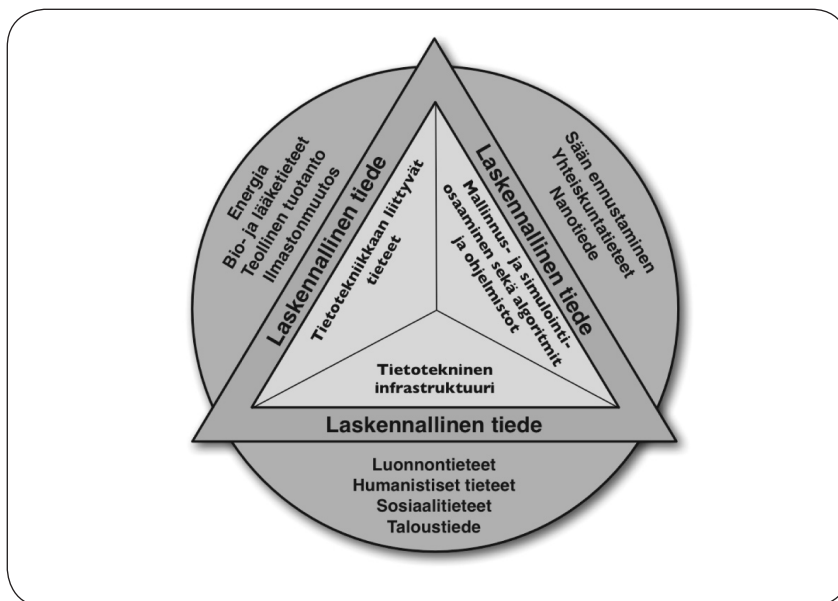 Energia
Bio- ja lääketieteet
Teollinen tuotanto
Ilmastonmuutos
Laskennallinen tiede
Tietotekniikkaan liittyvät
tieteet
Sään ennustaminen
Yhteiskuntatieteet
Nanotiede
Laskennallinen tiede
Mallinnus- ja simulointi-
osaaminen sekä algoritmit
ja ohjelmistot
Tietotekninen
infrastruktuuri
Laskennallinen tiede
Luonnontieteet
Humanistiset tieteet
Sosiaalitieteet
Taloustiede